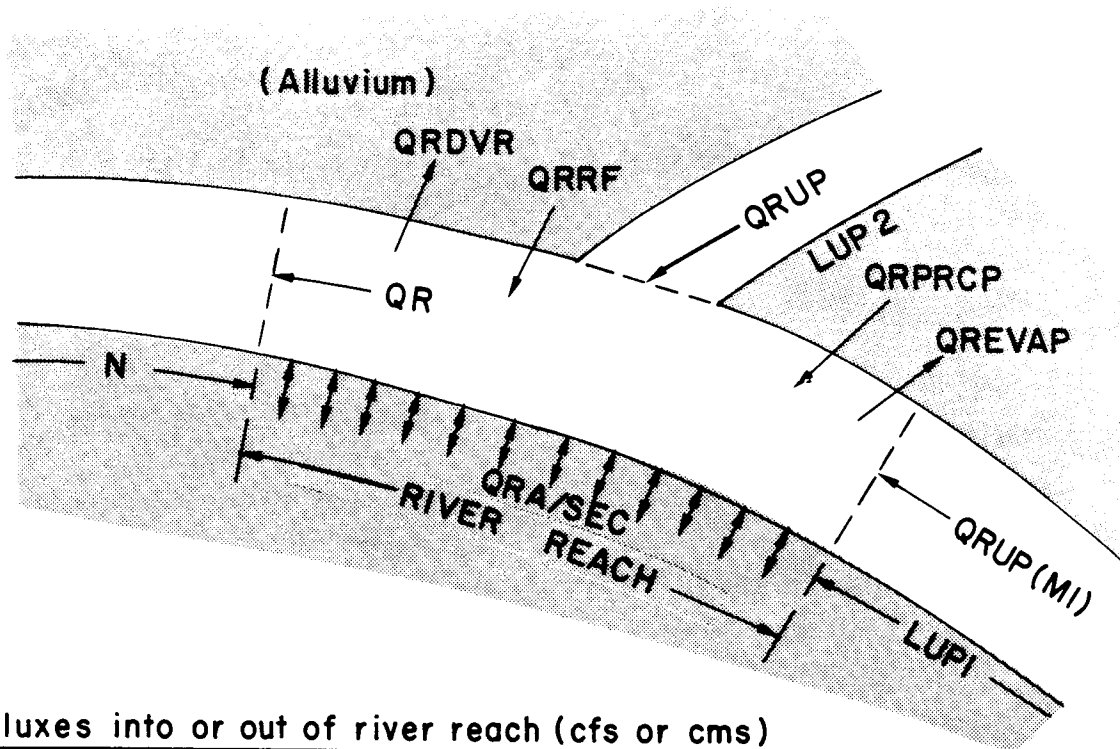 (Alluvium)
QRDVR
QRRF
QRUP
LUP 2
QRPRCP
QREVAP
QR
N
QRA/SEC
RIVER REACH
QRUP(MI)
LUPI
luxes into or out of river reach (cfs or cms)